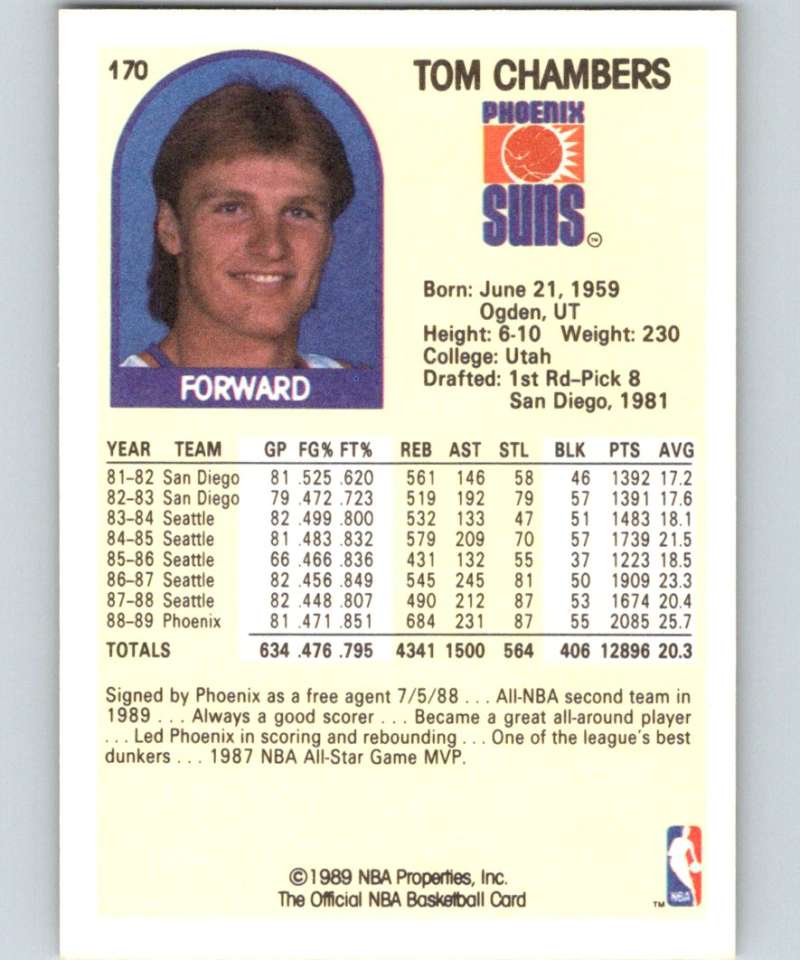 170
TOM CHAMBERS
PHOENIX
SUNS
TM
FORWARD
Born: June 21, 1959
Ogden, UT
Height: 6-10 Weight: 230
College: Utah
Drafted: 1st Rd–Pick 8
San Diego, 1981
YEAR TEAM GP FG% FT% REB AST STL BLK PTS AVG
81–82 San Diego 81 .525 .620 561 146 58 46 1392 17.2
82–83 San Diego 79 .472 .723 519 192 79 57 1391 17.6
83–84 Seattle 82 .499 .800 532 133 47 51 1483 18.1
84–85 Seattle 81 .483 .832 579 209 70 57 1739 21.5
85–86 Seattle 66 .466 .836 431 132 55 37 1223 18.5
86–87 Seattle 82 .456 .849 545 245 81 50 1909 23.3
87–88 Seattle 82 .448 .807 490 212 87 53 1674 20.4
88–89 Phoenix 81 .471 .851 684 231 87 55 2085 25.7
TOTALS 634 .476 .795 4341 1500 564 406 12896 20.3
Signed by Phoenix as a free agent 7/5/88 . . . All-NBA second team in
1989 . . . Always a good scorer . . . Became a great all-around player
. . . Led Phoenix in scoring and rebounding . . . One of the league's best
dunkers . . . 1987 NBA All-Star Game MVP.
©1989 NBA Properties, Inc.
The Official NBA Basketball Card
TM
NBA